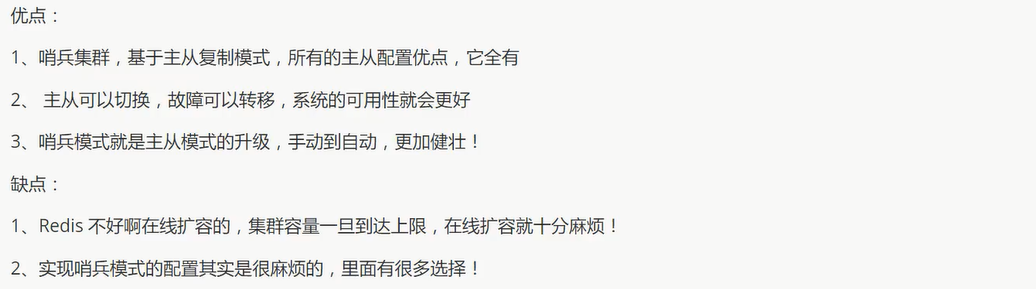 优点：
1、哨兵集群，基于主从复制模式，所有的主从配置优点，它全有
2、 主从可以切换，故障可以转移，系统的可用性就会更好
3、哨兵模式就是主从模式的升级，手动到自动，更加健壮！
缺点：
1、Redis 不好啊在线扩容的，集群容量一旦到达上限，在线扩容就十分麻烦！
2、实现哨兵模式的配置其实是很麻烦的，里面有很多选择！